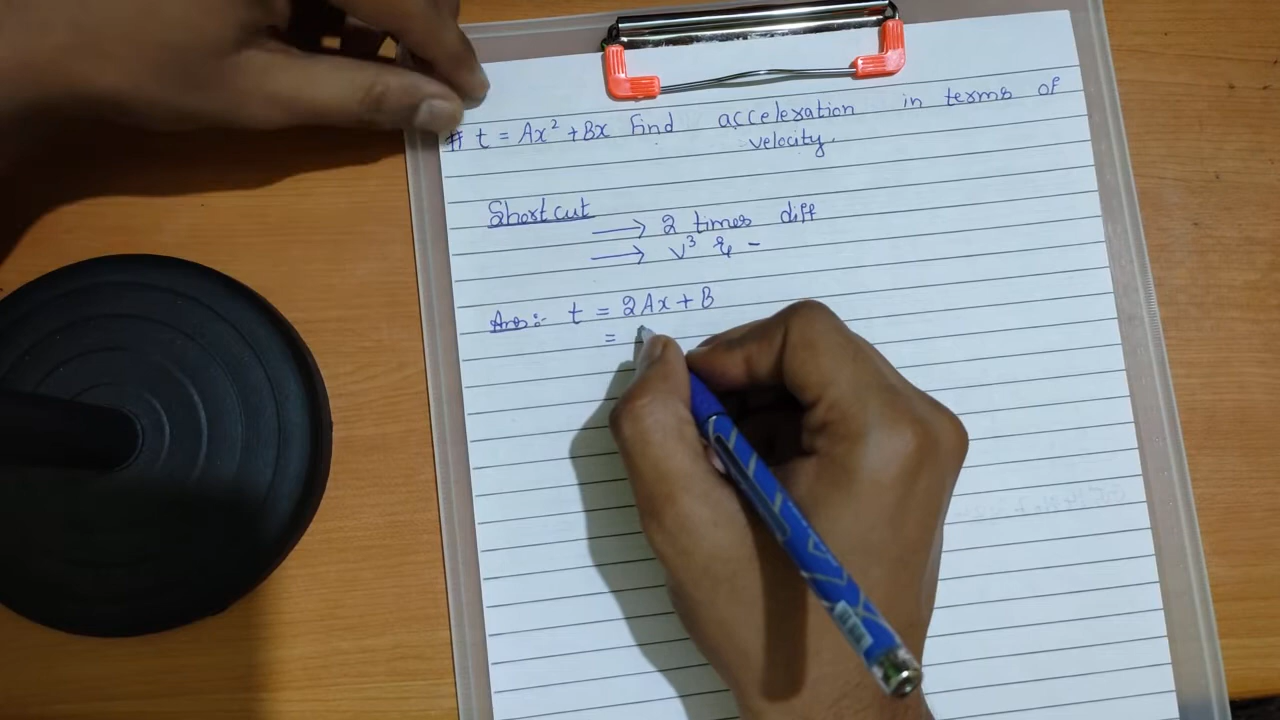 # t = Ax² + Bx Find acceleration in terms of
velocity.
Shortcut
→ 2 times diff
→ v³ & -
Ans:- t = 2Ax + B
=